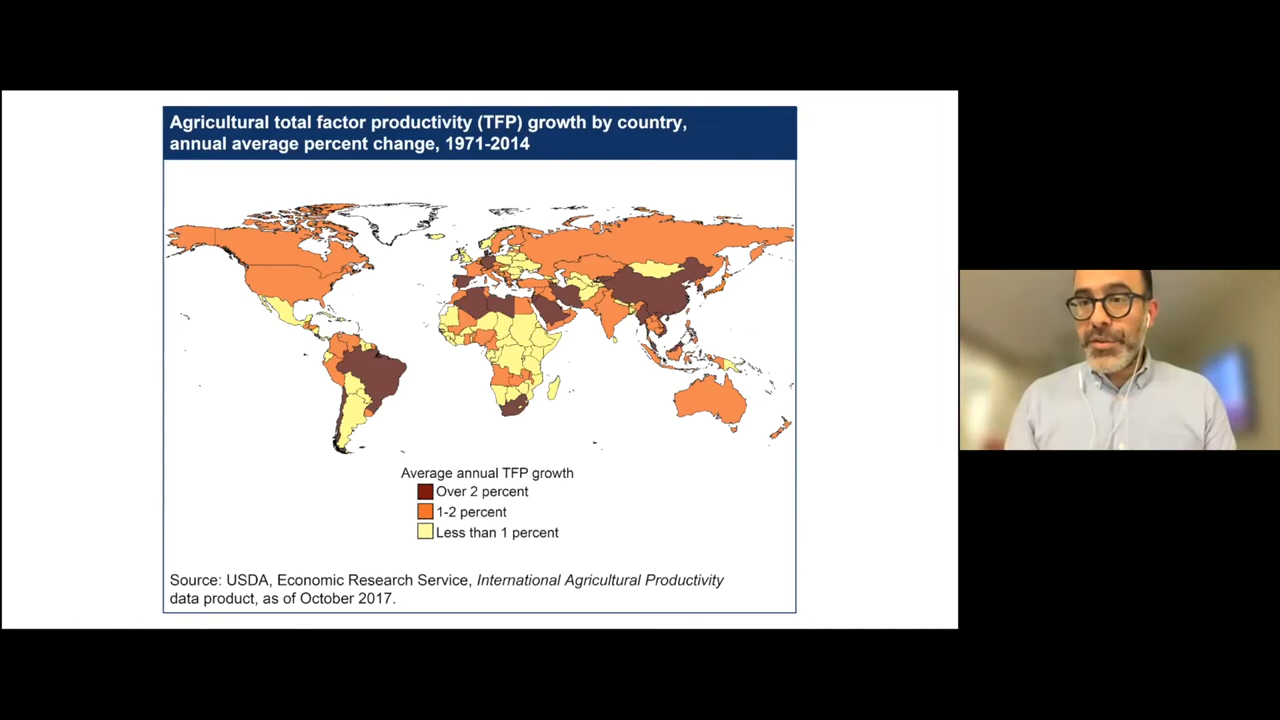 Agricultural total factor productivity (TFP) growth by country,
annual average percent change, 1971-2014
Average annual TFP growth
Over 2 percent
1-2 percent
Less than 1 percent
Source: USDA, Economic Research Service, International Agricultural Productivity
data product, as of October 2017.